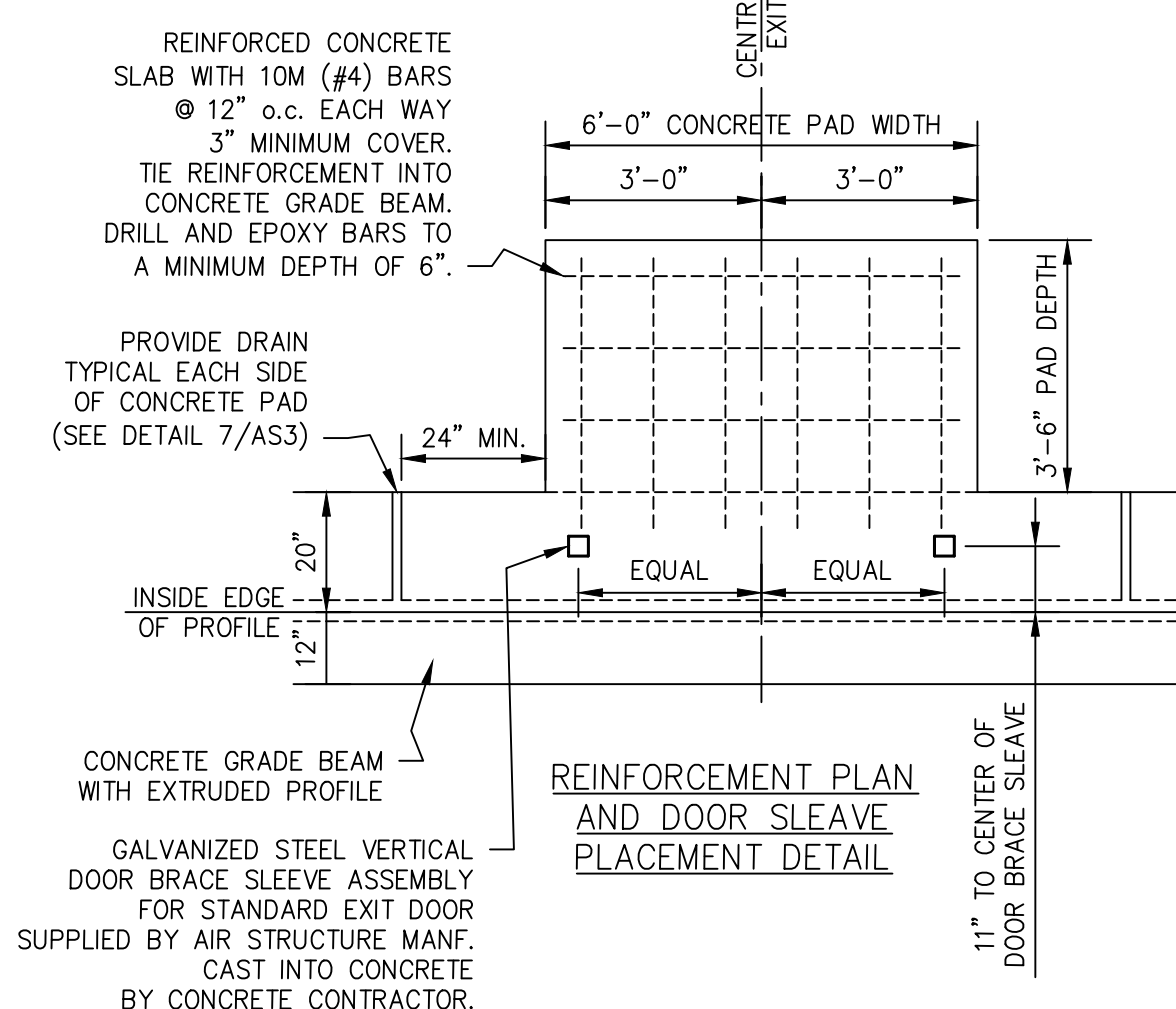 REINFORCED CONCRETE
SLAB WITH 10M (#4) BARS
@ 12" o.c. EACH WAY
3" MINIMUM COVER.
TIE REINFORCEMENT INTO
CONCRETE GRADE BEAM.
DRILL AND EPOXY BARS TO
A MINIMUM DEPTH OF 6".
EXIT
6'-0" CONCRETE PAD WIDTH
3'-0"
3'-0"
3'-6" PAD DEPTH
PROVIDE DRAIN
TYPICAL EACH SIDE
OF CONCRETE PAD
(SEE DETAIL 7/AS3)
24" MIN.
20"
EQUAL
EQUAL
INSIDE EDGE
OF PROFILE
12"
CONCRETE GRADE BEAM
WITH EXTRUDED PROFILE
GALVANIZED STEEL VERTICAL
DOOR BRACE SLEEVE ASSEMBLY
FOR STANDARD EXIT DOOR
SUPPLIED BY AIR STRUCTURE MANF.
CAST INTO CONCRETE
BY CONCRETE CONTRACTOR.
REINFORCEMENT PLAN
AND DOOR SLEAVE
PLACEMENT DETAIL
11" TO CENTER OF
DOOR BRACE SLEAVE